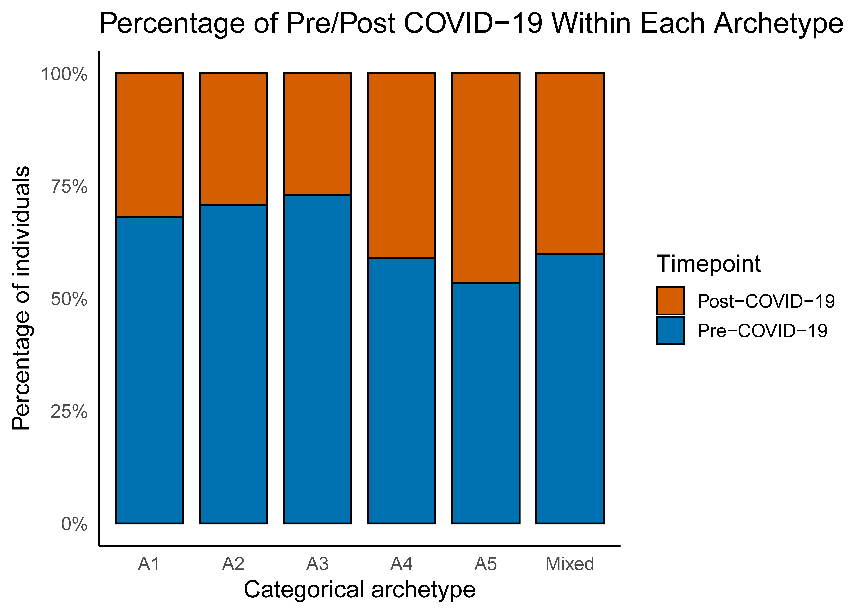 Percentage of Pre/Post COVID−19 Within Each Archetype
100%
75%
50%
25%
0%
Percentage of individuals
A1 A2 A3 A4 A5 Mixed
Categorical archetype
Timepoint
Post−COVID−19
Pre−COVID−19